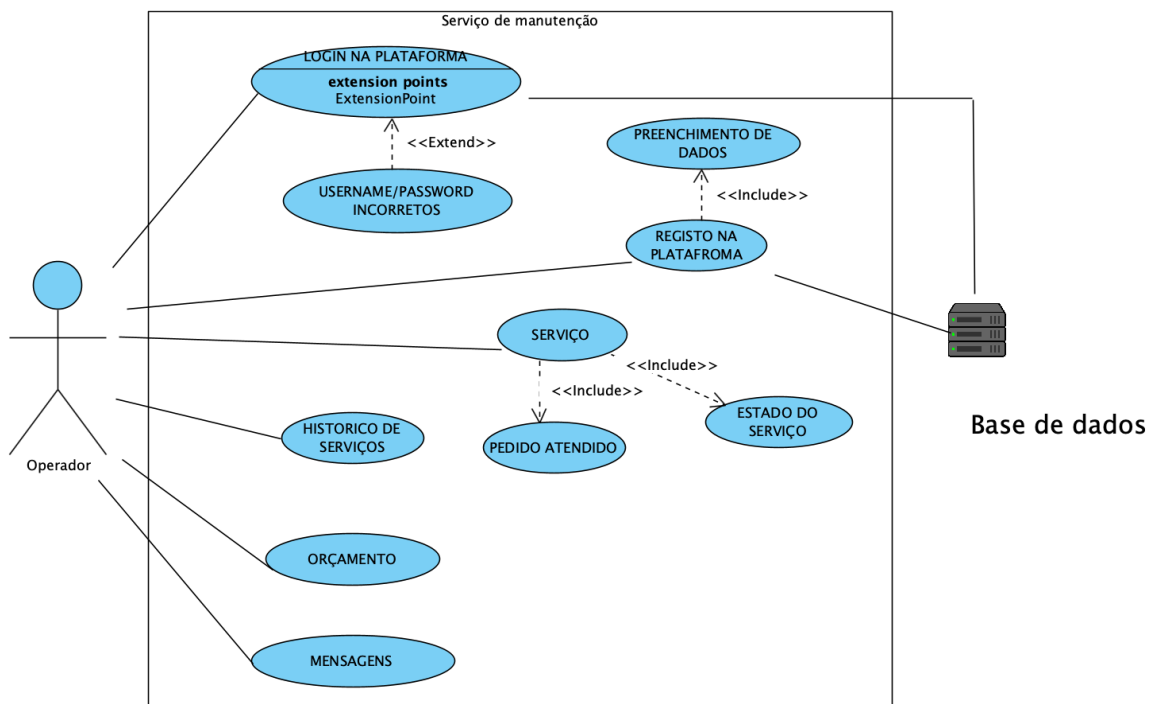 Serviço de manutenção
LOGIN NA PLATAFORMA
extension points
ExtensionPoint
<<Extend>>
USERNAME/PASSWORD
INCORRETOS
PREENCHIMENTO DE
DADOS
<<Include>>
REGISTO NA
PLATAFROMA
SERVIÇO
<<Include>>
<<Include>>
ESTADO DO
SERVIÇO
HISTORICO DE
SERVIÇOS
PEDIDO ATENDIDO
Base de dados
Operador
ORÇAMENTO
MENSAGENS